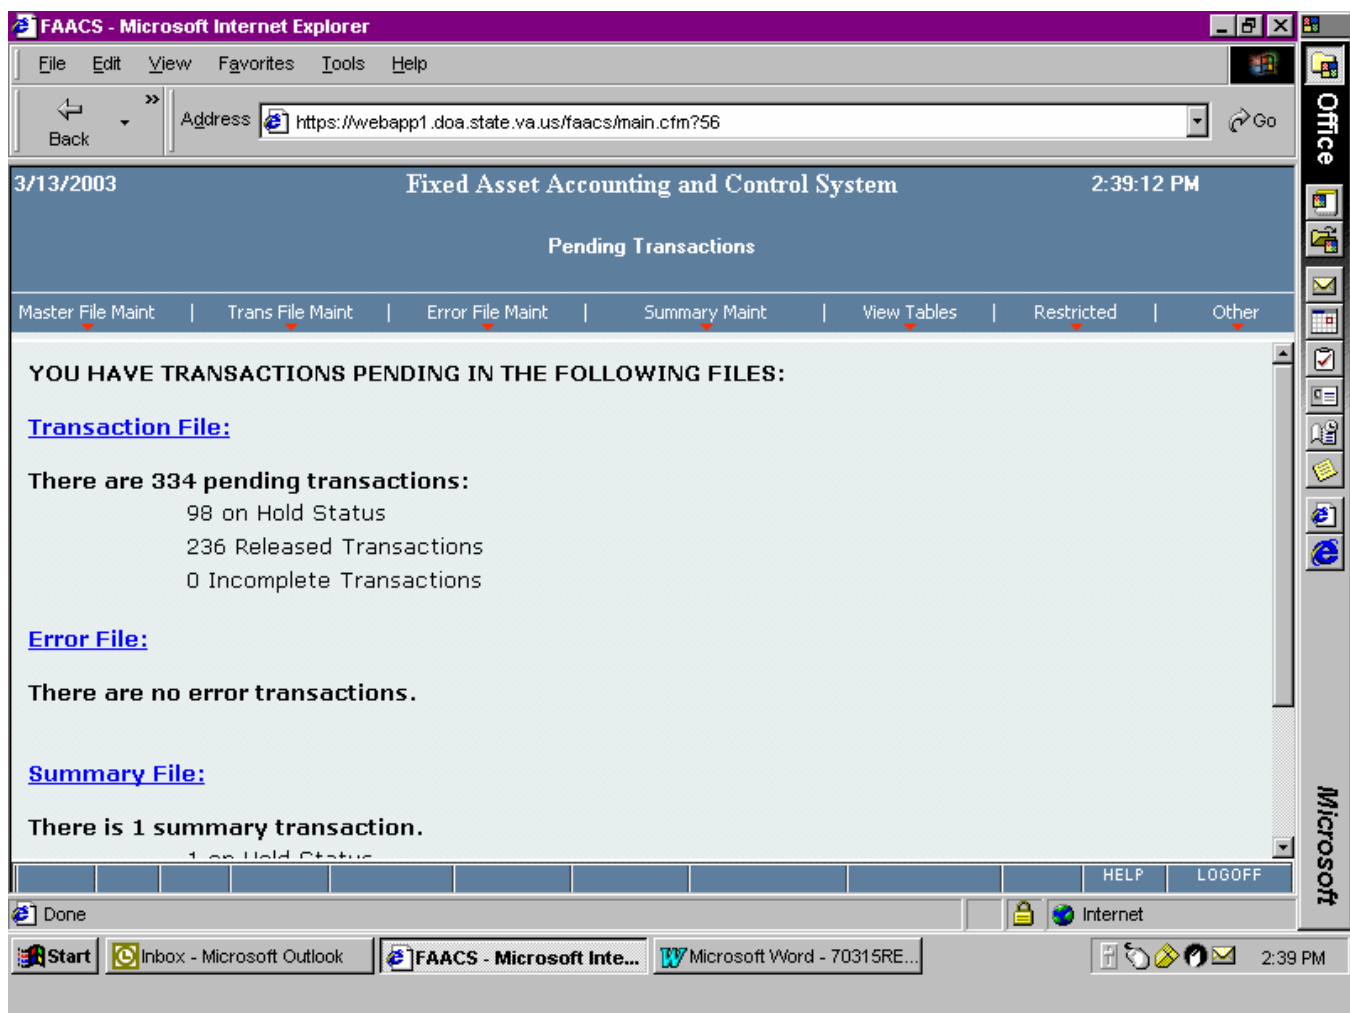 FAACS - Microsoft Internet Explorer
File Edit View Favorites Tools Help
Back » Address https://webapp1.doa.state.va.us/faacs/main.cfm?56 Go
Office
3/13/2003 Fixed Asset Accounting and Control System 2:39:12 PM
Pending Transactions
Master File Maint | Trans File Maint | Error File Maint | Summary Maint | View Tables | Restricted | Other
YOU HAVE TRANSACTIONS PENDING IN THE FOLLOWING FILES:
Transaction File:
There are 334 pending transactions:
98 on Hold Status
236 Released Transactions
0 Incomplete Transactions
Error File:
There are no error transactions.
Summary File:
There is 1 summary transaction.
1 on Hold Status
HELP LOGOFF
Microsoft
Done Internet
Start Inbox - Microsoft Outlook FAACS - Microsoft Inte... Microsoft Word - 70315RE... 2:39 PM